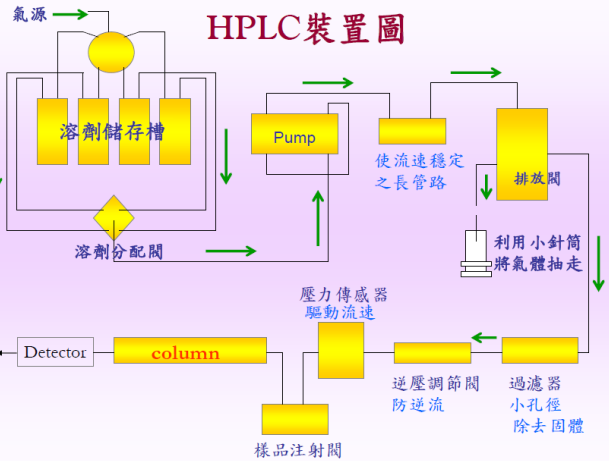 HPLC裝置圖
氣源
溶劑儲存槽
Pump
使流速穩定
之長管路
排放閥
溶劑分配閥
利用小針筒
將氣體抽走
壓力傳感器
驅動流速
Detector
column
逆壓調節閥
防逆流
過濾器
小孔徑
除去固體
樣品注射閥